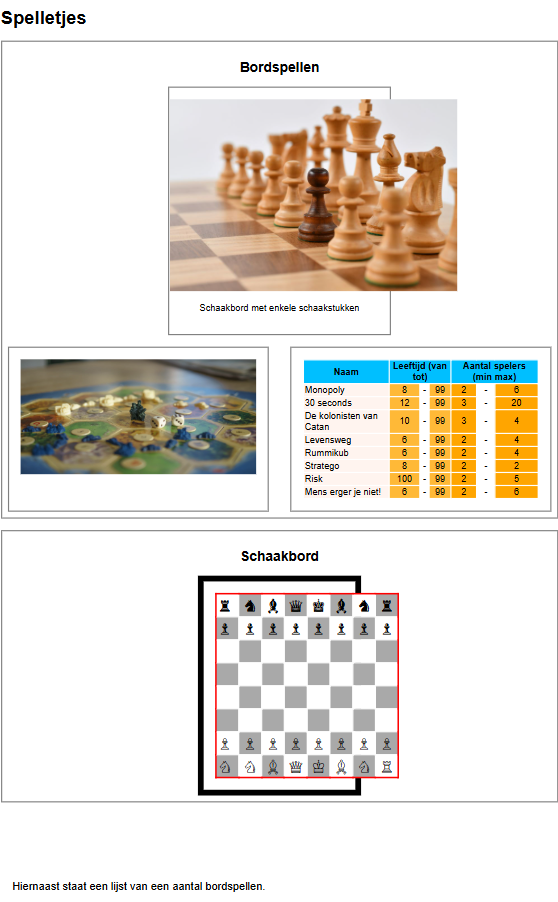 Spelletjes
Bordspellen
Schaakbord met enkele schaakstukken
Naam Leeftijd (van tot) Aantal spelers (min max)
Monopoly 8 - 99 2 - 6
30 seconds 12 - 99 3 - 20
De kolonisten van Catan 10 - 99 3 - 4
Levensweg 6 - 99 2 - 4
Rummikub 6 - 99 2 - 4
Stratego 8 - 99 2 - 2
Risk 100 - 99 2 - 5
Mens erger je niet! 6 - 99 2 - 6
Schaakbord
♜ ♞ ♝ ♛ ♚ ♝ ♞ ♜
♝ ♝ ♝ ♝ ♝ ♝ ♝ ♝
♗ ♗ ♗ ♗ ♗ ♗ ♗ ♗
♘ ♘ ♗ ♕ ♔ ♗ ♘ ♖
Hiernaast staat een lijst van een aantal bordspellen.